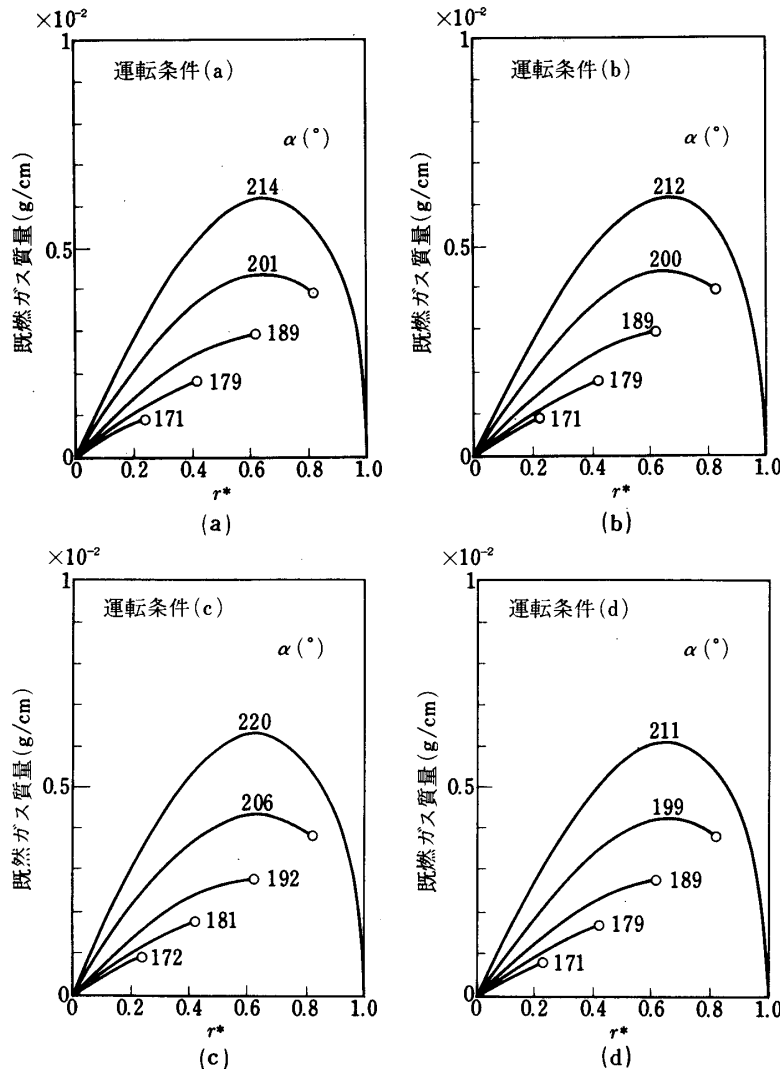 ×10⁻²
1
運転条件(a)
α(°)
214
201
189
179
171
0.5
0
既燃ガス質量(g/cm)
0 0.2 0.4 0.6 0.8 1.0
r*
(a)
×10⁻²
1
運転条件(b)
α(°)
212
200
189
179
171
0.5
0
既燃ガス質量(g/cm)
0 0.2 0.4 0.6 0.8 1.0
r*
(b)
×10⁻²
1
運転条件(c)
α(°)
220
206
192
181
172
0.5
0
既然ガス質量(g/cm)
0 0.2 0.4 0.6 0.8 1.0
r*
(c)
×10⁻²
1
運転条件(d)
α(°)
211
199
189
179
171
0.5
0
既燃ガス質量(g/cm)
0 0.2 0.4 0.6 0.8 1.0
r*
(d)